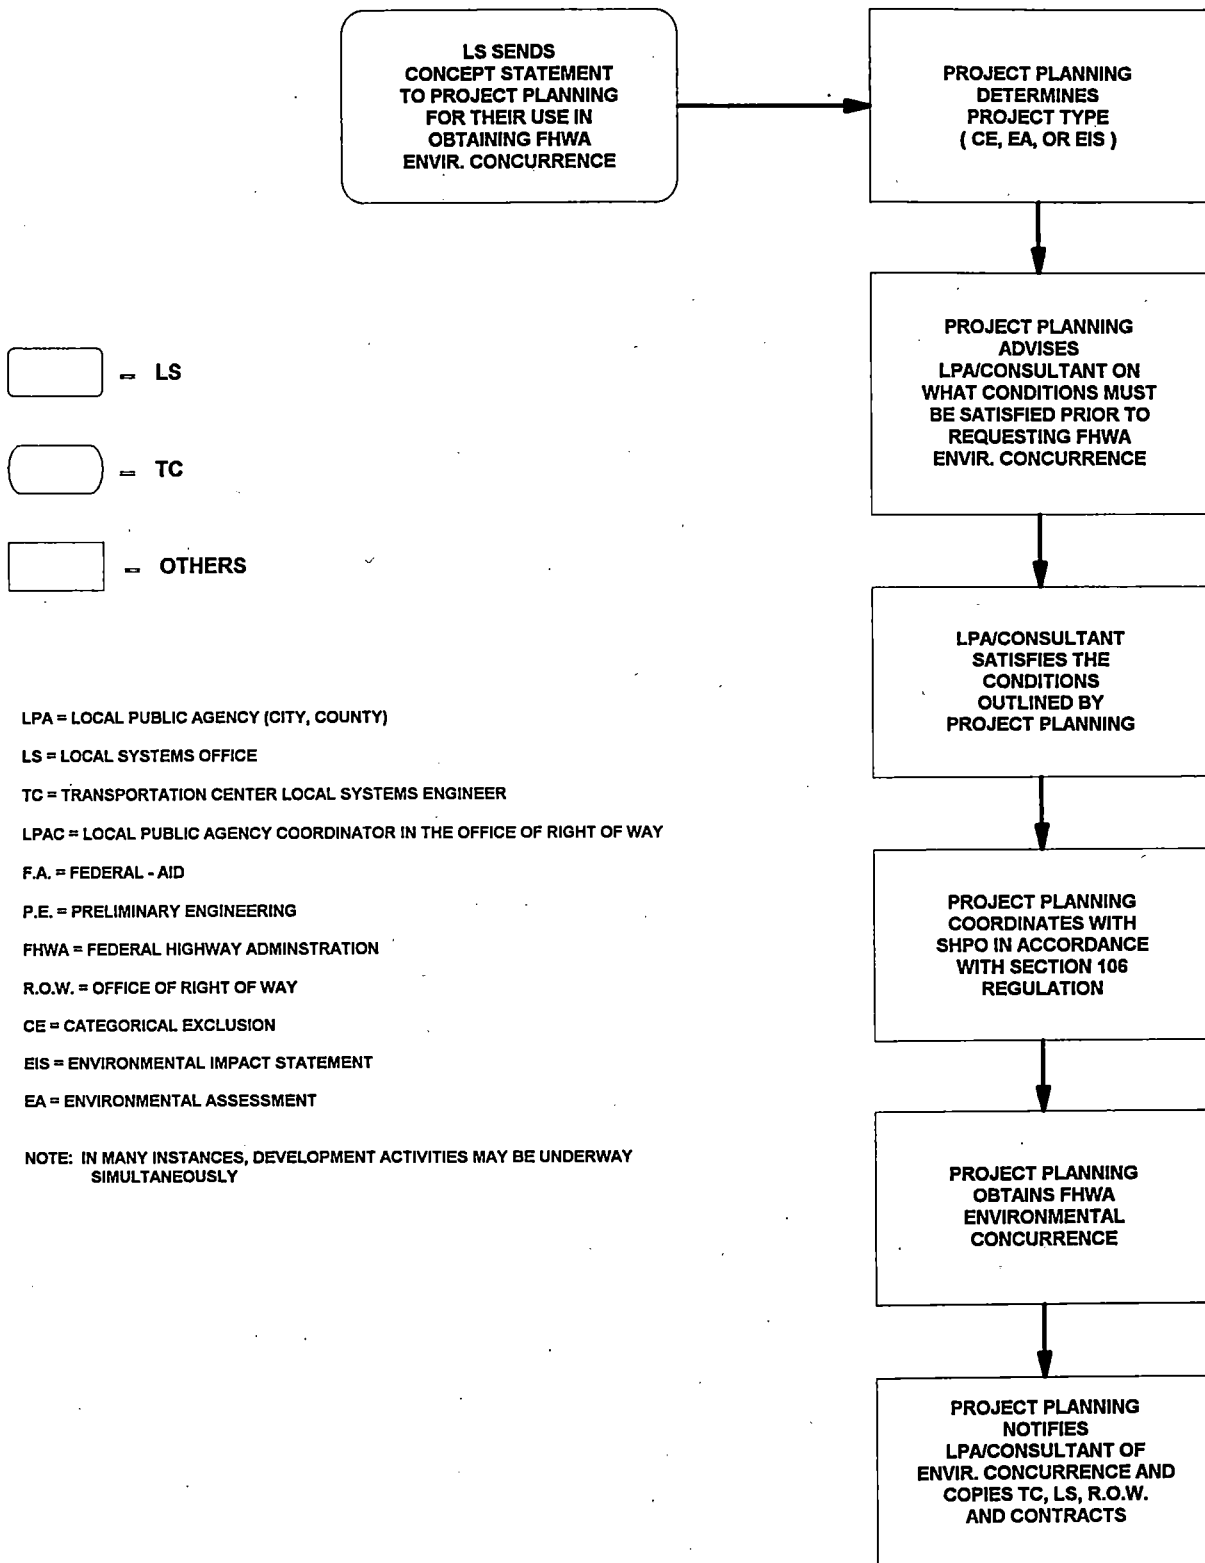 LS SENDS
CONCEPT STATEMENT
TO PROJECT PLANNING
FOR THEIR USE IN
OBTAINING FHWA
ENVIR. CONCURRENCE
PROJECT PLANNING
DETERMINES
PROJECT TYPE
( CE, EA, OR EIS )
PROJECT PLANNING
ADVISES
LPA/CONSULTANT ON
WHAT CONDITIONS MUST
BE SATISFIED PRIOR TO
REQUESTING FHWA
ENVIR. CONCURRENCE
LPA/CONSULTANT
SATISFIES THE
CONDITIONS
OUTLINED BY
PROJECT PLANNING
PROJECT PLANNING
COORDINATES WITH
SHPO IN ACCORDANCE
WITH SECTION 106
REGULATION
PROJECT PLANNING
OBTAINS FHWA
ENVIRONMENTAL
CONCURRENCE
PROJECT PLANNING
NOTIFIES
LPA/CONSULTANT OF
ENVIR. CONCURRENCE AND
COPIES TC, LS, R.O.W.
AND CONTRACTS
= LS
= TC
= OTHERS
LPA = LOCAL PUBLIC AGENCY (CITY, COUNTY)
LS = LOCAL SYSTEMS OFFICE
TC = TRANSPORTATION CENTER LOCAL SYSTEMS ENGINEER
LPAC = LOCAL PUBLIC AGENCY COORDINATOR IN THE OFFICE OF RIGHT OF WAY
F.A. = FEDERAL - AID
P.E. = PRELIMINARY ENGINEERING
FHWA = FEDERAL HIGHWAY ADMINSTRATION
R.O.W. = OFFICE OF RIGHT OF WAY
CE = CATEGORICAL EXCLUSION
EIS = ENVIRONMENTAL IMPACT STATEMENT
EA = ENVIRONMENTAL ASSESSMENT
NOTE: IN MANY INSTANCES, DEVELOPMENT ACTIVITIES MAY BE UNDERWAY
SIMULTANEOUSLY